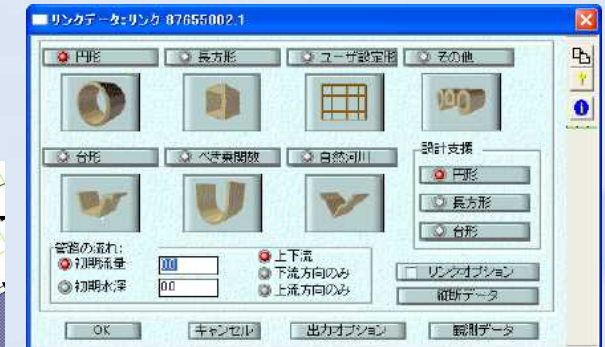 リンクデータ:リンク 87655002.1
円形 長方形 ユーザ設定形 その他
台形 べき乗関数 自然河川
設計支援
円形
長方形
台形
管路の流れ:
初期流量 0.0
初期水深 0.0
上下流
下流方向のみ
上流方向のみ
リンクオプション
縦断データ
OK キャンセル 出力オプション 観測データ